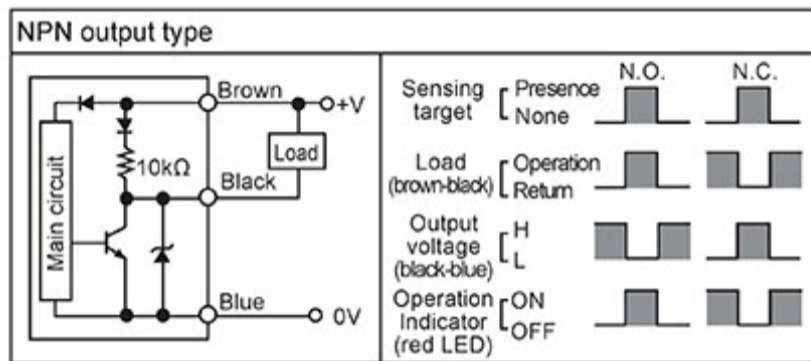 NPN output type
Brown
+V
10kΩ
Load
Main circuit
Black
Blue
0V
N.O.
N.C.
Sensing target
Presence
None
Load
(brown-black)
Operation
Return
Output voltage
(black-blue)
H
L
Operation Indicator
(red LED)
ON
OFF